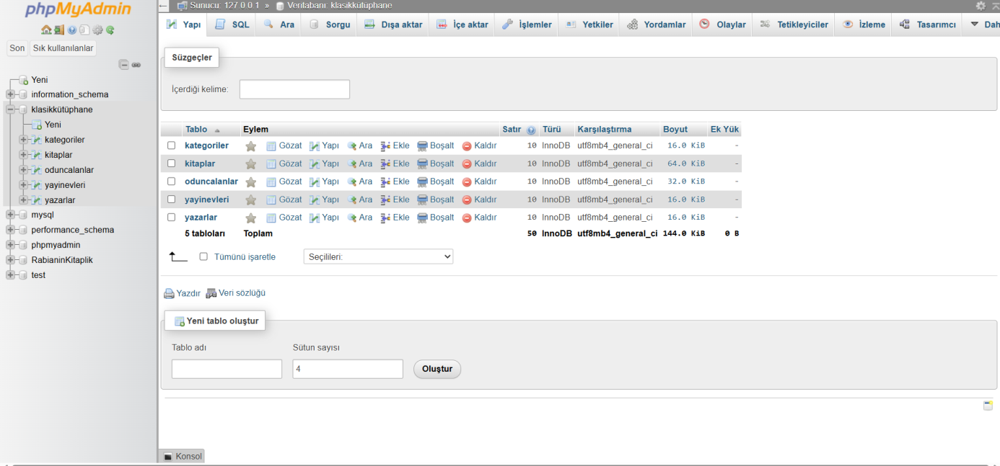 phpMyAdmin
Son Sık kullanılanlar
Yeni
information_schema
klasikkütüphane
Yeni
kategoriler
kitaplar
oduncalanlar
yayinevleri
yazarlar
mysql
performance_schema
phpmyadmin
RabianinKitaplik
test
Sunucu: 127.0.0.1 » Veritabanı: klasikkütüphane
Yapı SQL Ara Sorgu Dışa aktar İçe aktar İşlemler Yetkiler Yordamlar Olaylar Tetikleyiciler İzleme Tasarımcı Dah
Süzgeçler
İçerdiği kelime:
Tablo Eylem Satır Türü Karşılaştırma Boyut Ek Yük
kategoriler Gözat Yapı Ara Ekle Boşalt Kaldır 10 InnoDB utf8mb4_general_ci 16.0 KiB -
kitaplar Gözat Yapı Ara Ekle Boşalt Kaldır 10 InnoDB utf8mb4_general_ci 64.0 KiB -
oduncalanlar Gözat Yapı Ara Ekle Boşalt Kaldır 10 InnoDB utf8mb4_general_ci 32.0 KiB -
yayinevleri Gözat Yapı Ara Ekle Boşalt Kaldır 10 InnoDB utf8mb4_general_ci 16.0 KiB -
yazarlar Gözat Yapı Ara Ekle Boşalt Kaldır 10 InnoDB utf8mb4_general_ci 16.0 KiB -
5 tabloları Toplam 50 InnoDB utf8mb4_general_ci 144.0 KiB 0 B
Tümünü işaretle Seçilileri:
Yazdır Veri sözlüğü
Yeni tablo oluştur
Tablo adı Sütun sayısı
4 Oluştur
Konsol